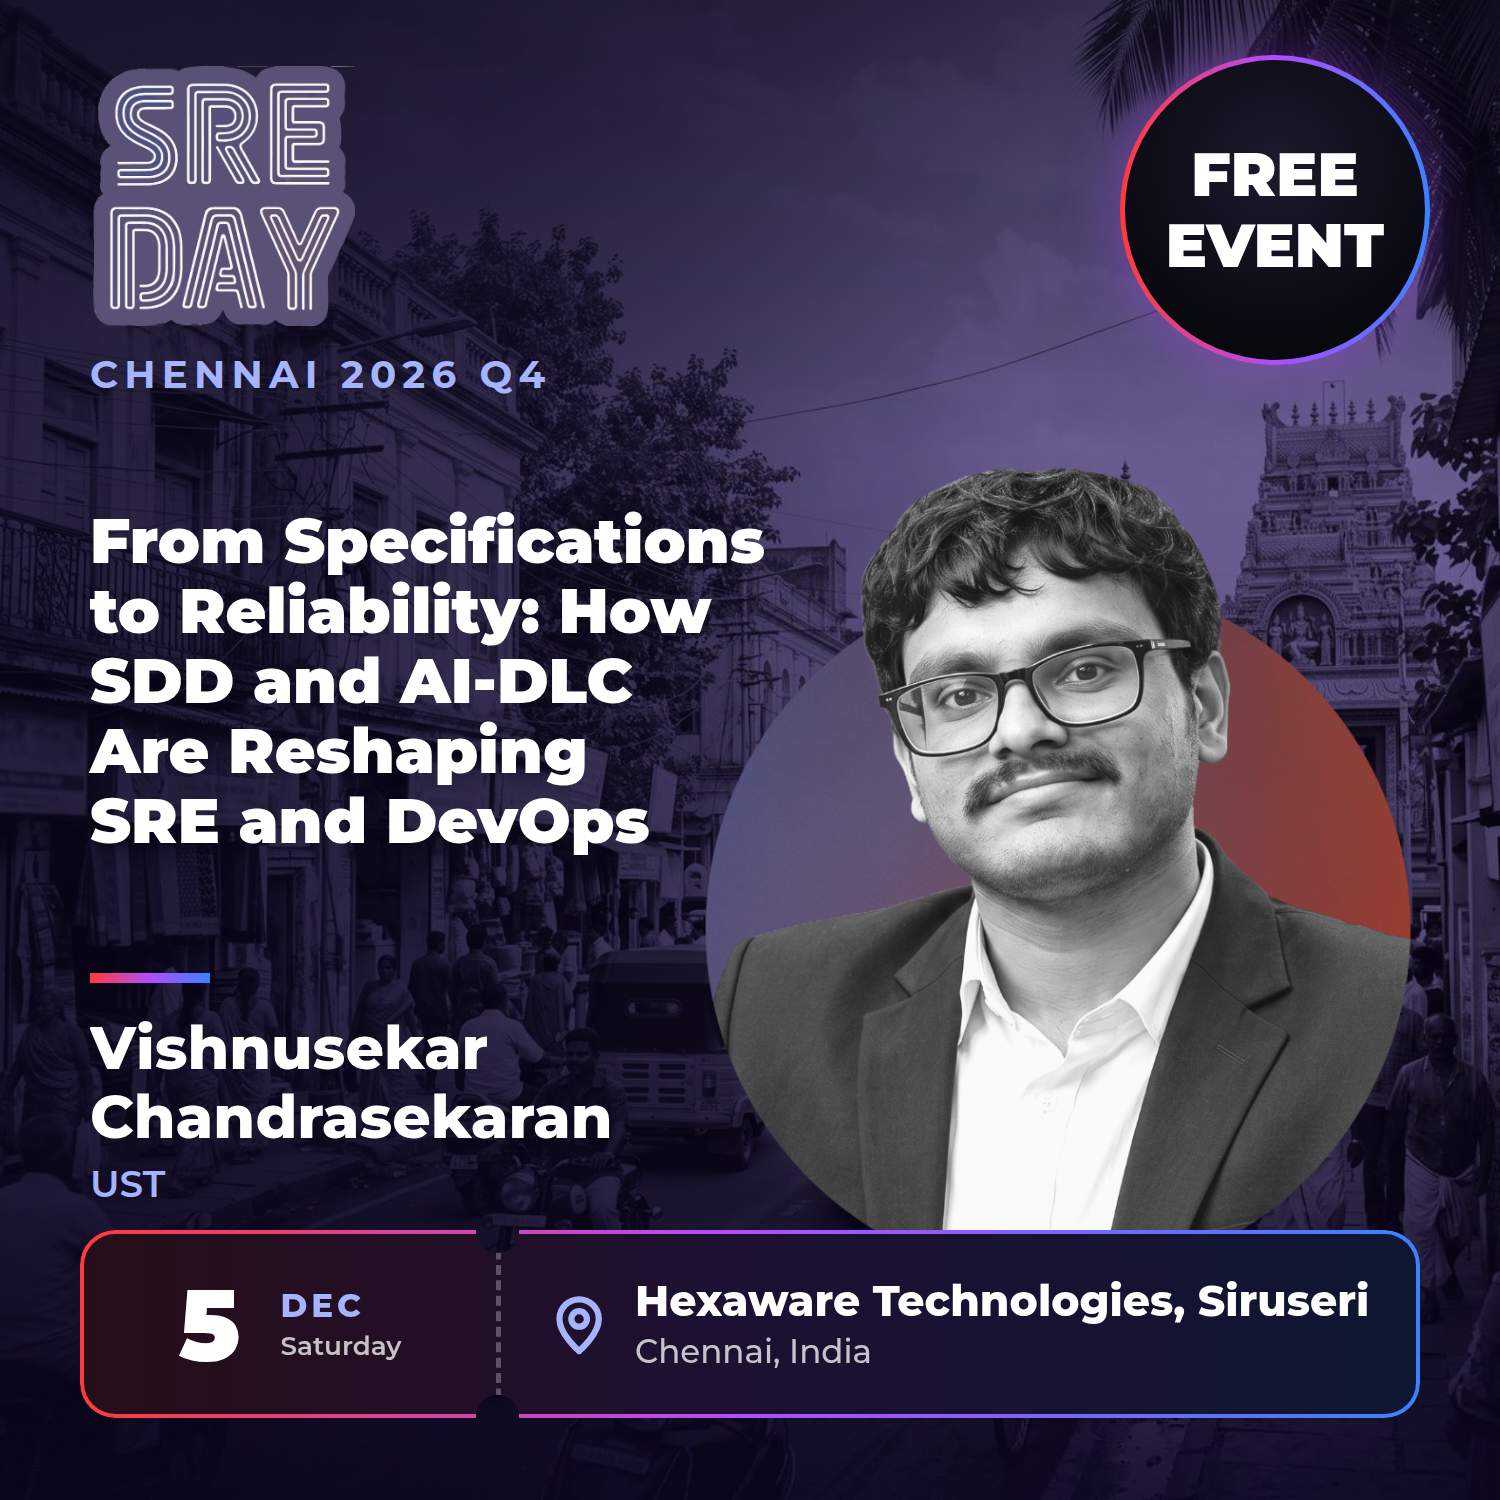 SRE
DAY
CHENNAI 2026 Q4
FREE
EVENT
From Specifications
to Reliability: How
SDD and AI-DLC
Are Reshaping
SRE and DevOps
Vishnusekar
Chandrasekaran
UST
5
DEC
Saturday
Hexaware Technologies, Siruseri
Chennai, India